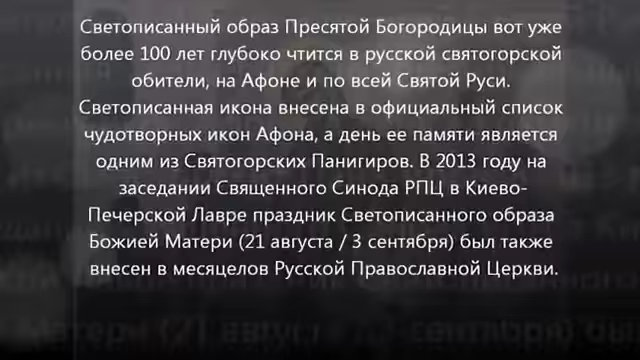 Светописанный образ Пресятой Богородицы вот уже
более 100 лет глубоко чтится в русской святогорской
обители, на Афоне и по всей Святой Руси.
Светописанная икона внесена в официальный список
чудотворных икон Афона, а день ее памяти является
одним из Святогорских Панигиров. В 2013 году на
заседании Священного Синода РПЦ в Киево-
Печерской Лавре праздник Светописанного образа
Божией Матери (21 августа / 3 сентября) был также
внесен в месяцелов Русской Православной Церкви.